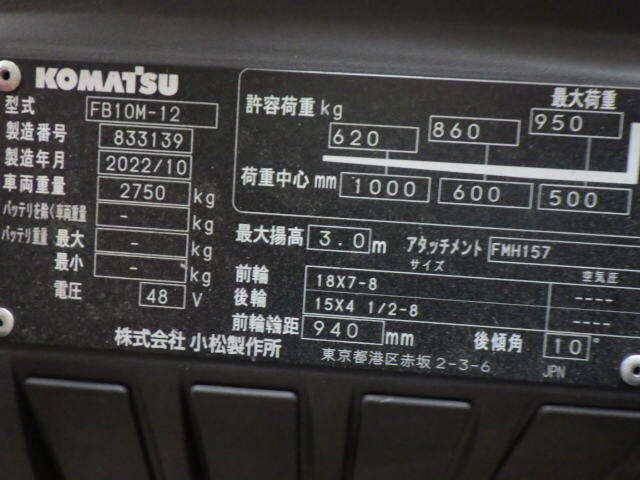 KOMATSU
型式 FB10M-12
製造番号 833139
製造年月 2022/10
車両重量 2750 kg
バッテリを除く車両重量 - kg
バッテリ重量 最大 - kg
最小 - kg
電圧 48 V
許容荷重 kg 620 860 最大荷重 950
荷重中心 mm 1000 600 500
最大揚高 3.0 m アタッチメント FMH157
サイズ 空気圧
前輪 18X7-8 ----
後輪 15X4 1/2-8 ----
前輪輪距 940 mm 後傾角 10°
株式会社 小松製作所 東京都港区赤坂2-3-6 JPN